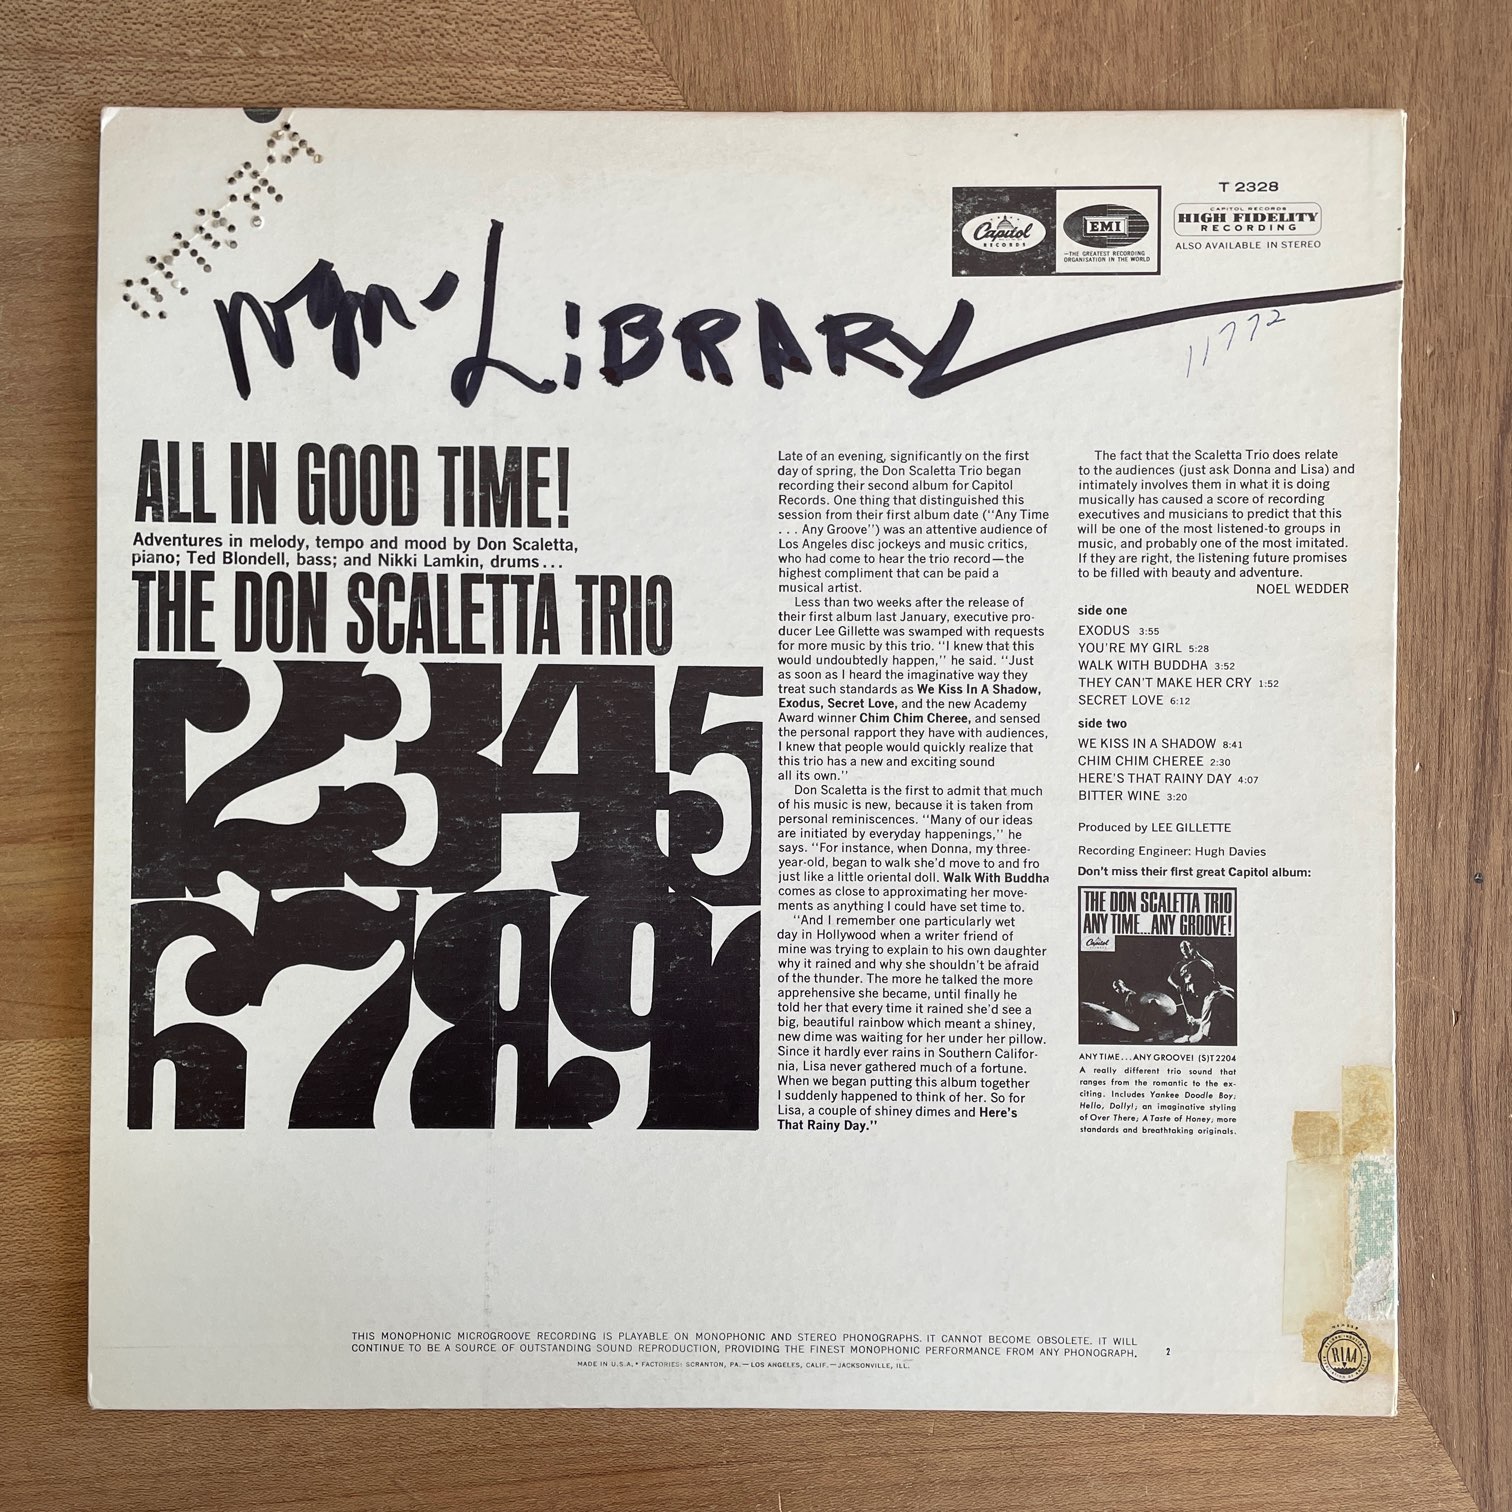 T 2328
CAPITOL RECORDS
HIGH FIDELITY
RECORDING
ALSO AVAILABLE IN STEREO
Capitol
RECORDS
EMI
—THE GREATEST RECORDING
ORGANISATION IN THE WORLD
LIBRARY
11772
ALL IN GOOD TIME!
Adventures in melody, tempo and mood by Don Scaletta,
piano; Ted Blondell, bass; and Nikki Lamkin, drums...
THE DON SCALETTA TRIO
12345
6789
Late of an evening, significantly on the first
day of spring, the Don Scaletta Trio began
recording their second album for Capitol
Records. One thing that distinguished this
session from their first album date ("Any Time
. . . Any Groove") was an attentive audience of
Los Angeles disc jockeys and music critics,
who had come to hear the trio record—the
highest compliment that can be paid a
musical artist.
Less than two weeks after the release of
their first album last January, executive pro-
ducer Lee Gillette was swamped with requests
for more music by this trio. "I knew that this
would undoubtedly happen," he said. "Just
as soon as I heard the imaginative way they
treat such standards as We Kiss In A Shadow,
Exodus, Secret Love, and the new Academy
Award winner Chim Chim Cheree, and sensed
the personal rapport they have with audiences,
I knew that people would quickly realize that
this trio has a new and exciting sound
all its own."
Don Scaletta is the first to admit that much
of his music is new, because it is taken from
personal reminiscences. "Many of our ideas
are initiated by everyday happenings," he
says. "For instance, when Donna, my three-
year-old, began to walk she'd move to and fro
just like a little oriental doll. Walk With Buddha
comes as close to approximating her move-
ments as anything I could have set time to.
"And I remember one particularly wet
day in Hollywood when a writer friend of
mine was trying to explain to his own daughter
why it rained and why she shouldn't be afraid
of the thunder. The more he talked the more
apprehensive she became, until finally he
told her that every time it rained she'd see a
big, beautiful rainbow which meant a shiney,
new dime was waiting for her under her pillow.
Since it hardly ever rains in Southern Califor-
nia, Lisa never gathered much of a fortune.
When we began putting this album together
I suddenly happened to think of her. So for
Lisa, a couple of shiney dimes and Here's
That Rainy Day."
The fact that the Scaletta Trio does relate
to the audiences (just ask Donna and Lisa) and
intimately involves them in what it is doing
musically has caused a score of recording
executives and musicians to predict that this
will be one of the most listened-to groups in
music, and probably one of the most imitated.
If they are right, the listening future promises
to be filled with beauty and adventure.
NOEL WEDDER
side one
EXODUS 3:55
YOU'RE MY GIRL 5:28
WALK WITH BUDDHA 3:52
THEY CAN'T MAKE HER CRY 1:52
SECRET LOVE 6:12
side two
WE KISS IN A SHADOW 8:41
CHIM CHIM CHEREE 2:30
HERE'S THAT RAINY DAY 4:07
BITTER WINE 3:20
Produced by LEE GILLETTE
Recording Engineer: Hugh Davies
Don't miss their first great Capitol album:
THE DON SCALETTA TRIO
ANY TIME...ANY GROOVE!
Capitol
ANY TIME...ANY GROOVE! (S)T2204
A really different trio sound that
ranges from the romantic to the ex-
citing. Includes Yankee Doodle Boy;
Hello, Dolly!; an imaginative styling
of Over There; A Taste of Honey; more
standards and breathtaking originals.
THIS MONOPHONIC MICROGROOVE RECORDING IS PLAYABLE ON MONOPHONIC AND STEREO PHONOGRAPHS. IT CANNOT BECOME OBSOLETE. IT WILL
CONTINUE TO BE A SOURCE OF OUTSTANDING SOUND REPRODUCTION, PROVIDING THE FINEST MONOPHONIC PERFORMANCE FROM ANY PHONOGRAPH.
2
MADE IN U.S.A. • FACTORIES: SCRANTON, PA.—LOS ANGELES, CALIF.—JACKSONVILLE, ILL.